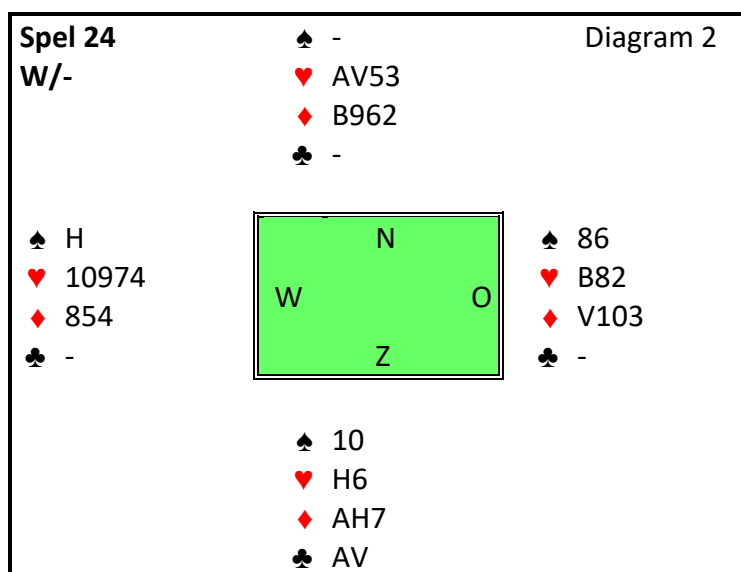 Spel 24 ♠ - Diagram 2
W/- ♥ AV53
♦ B962
♣ -
♠ H N ♠ 86
♥ 10974 ♥ B82
W O
♦ 854 ♦ V103
♣ - Z ♣ -
♠ 10
♥ H6
♦ AH7
♣ AV